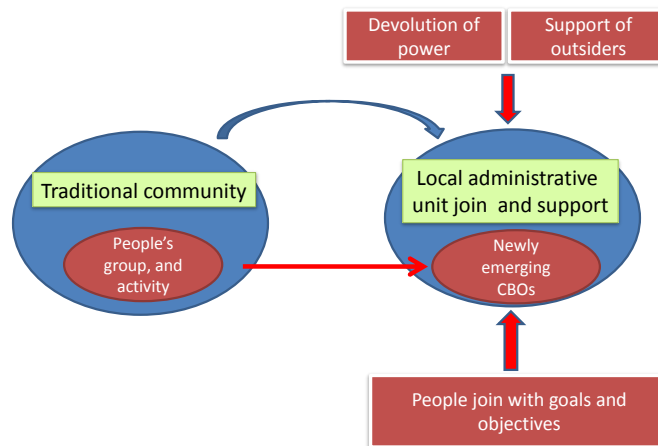 Devolution of
power
Support of
outsiders
Traditional community
People's
group, and
activity
Local administrative
unit join and support
Newly
emerging
CBOs
People join with goals and
objectives